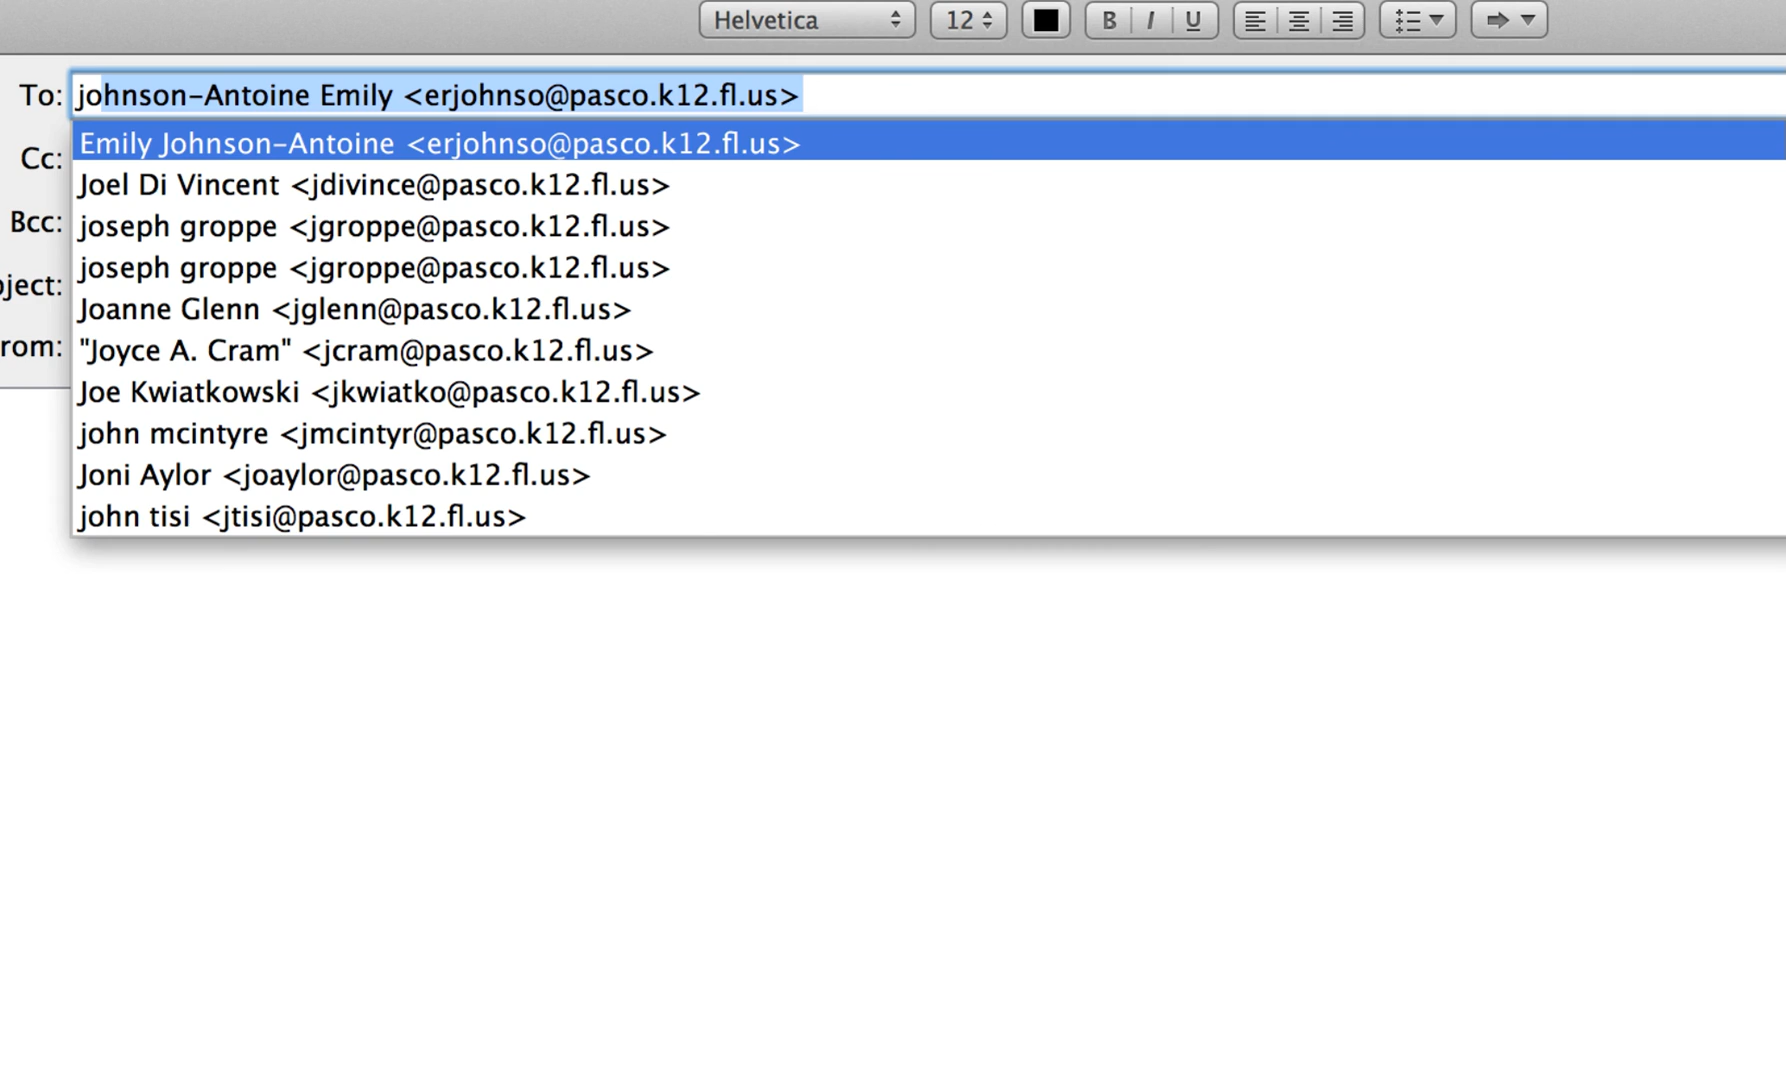 Helvetica 12 B I U
To: johnson-Antoine Emily <erjohnso@pasco.k12.fl.us>
Emily Johnson-Antoine <erjohnso@pasco.k12.fl.us>
Cc:
Joel Di Vincent <jdivince@pasco.k12.fl.us>
Bcc: joseph groppe <jgroppe@pasco.k12.fl.us>
joseph groppe <jgroppe@pasco.k12.fl.us>
bject:
Joanne Glenn <jglenn@pasco.k12.fl.us>
rom: "Joyce A. Cram" <jcram@pasco.k12.fl.us>
Joe Kwiatkowski <jkwiatko@pasco.k12.fl.us>
john mcintyre <jmcintyr@pasco.k12.fl.us>
Joni Aylor <joaylor@pasco.k12.fl.us>
john tisi <jtisi@pasco.k12.fl.us>